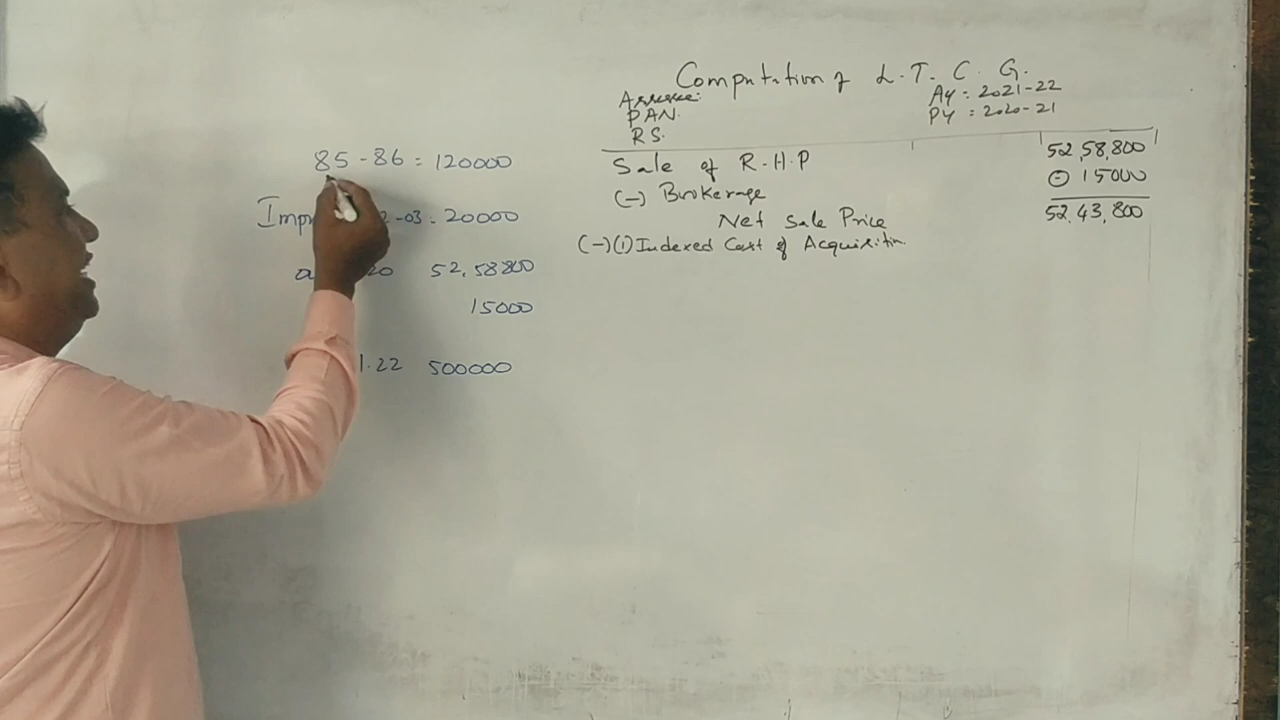 Computation of L.T.C.G.
Assessee:
PAN.
RS.
AY : 2021-22
PY : 2020-21
85-86 = 120000
-03 = 20000
20 52,58800
15000
1.22 500000
Sale of R-H-P 52,58,800
(-) Brokerage (-) 15000
Net Sale Price 52,43,800
(-)(1) Indexed Cost of Acquisition